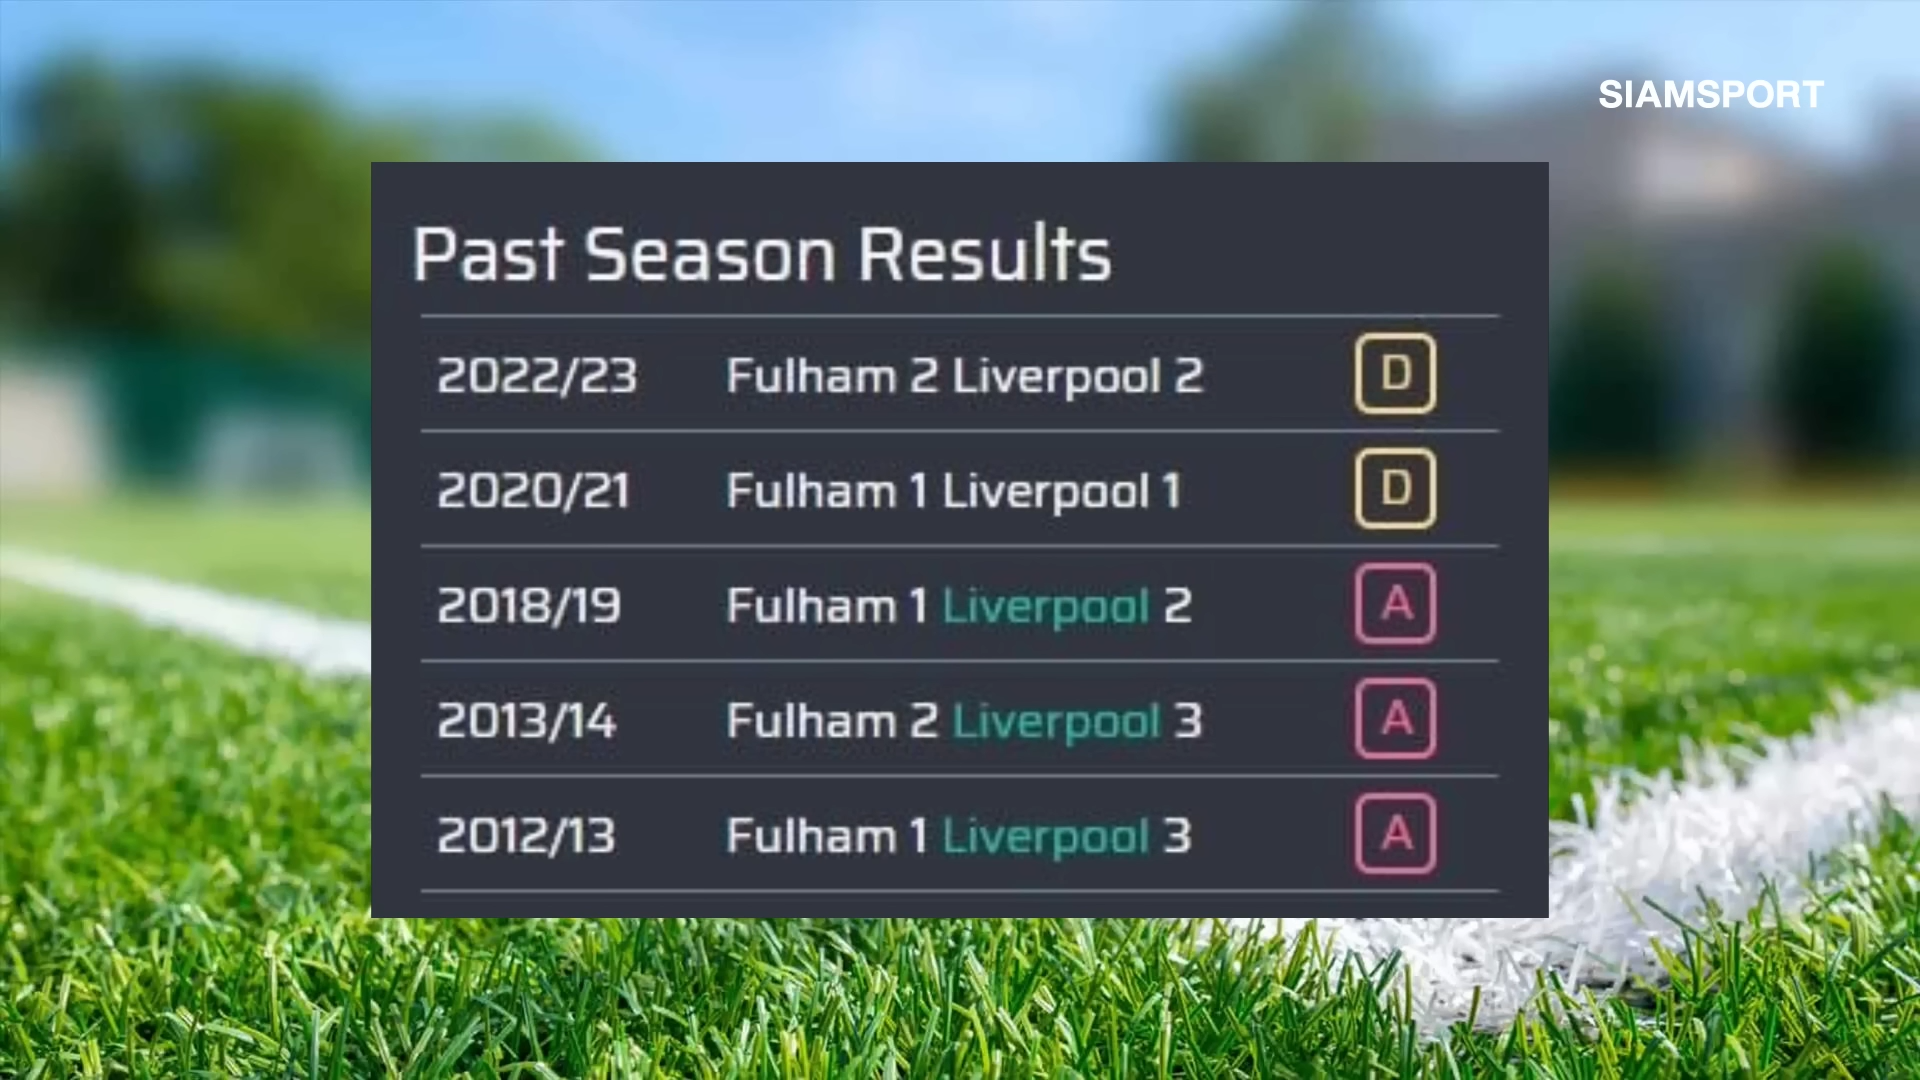 SIAMSPORT
Past Season Results
2022/23 Fulham 2 Liverpool 2 D
2020/21 Fulham 1 Liverpool 1 D
2018/19 Fulham 1 Liverpool 2 A
2013/14 Fulham 2 Liverpool 3 A
2012/13 Fulham 1 Liverpool 3 A